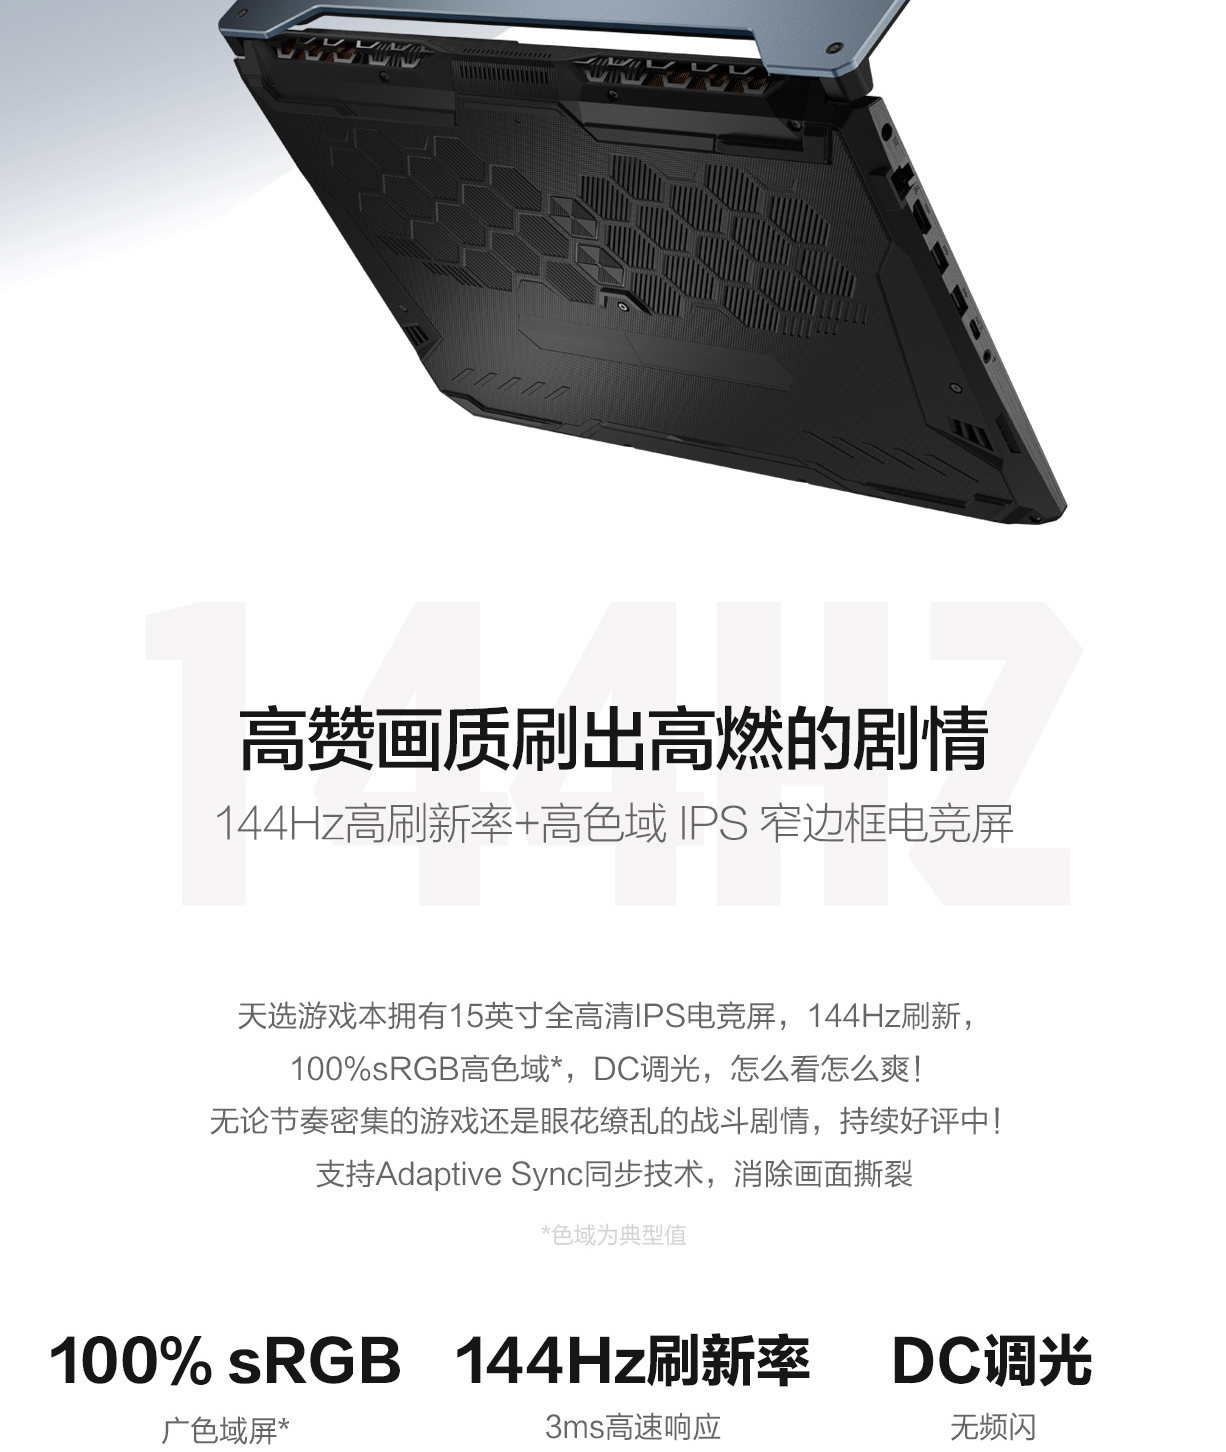 144HZ
高赞画质刷出高燃的剧情
144Hz高刷新率+高色域 IPS 窄边框电竞屏
天选游戏本拥有15英寸全高清IPS电竞屏，144Hz刷新，
100%sRGB高色域*，DC调光，怎么看怎么爽！
无论节奏密集的游戏还是眼花缭乱的战斗剧情，持续好评中！
支持Adaptive Sync同步技术，消除画面撕裂
*色域为典型值
100% sRGB
广色域屏*
144Hz刷新率
3ms高速响应
DC调光
无频闪